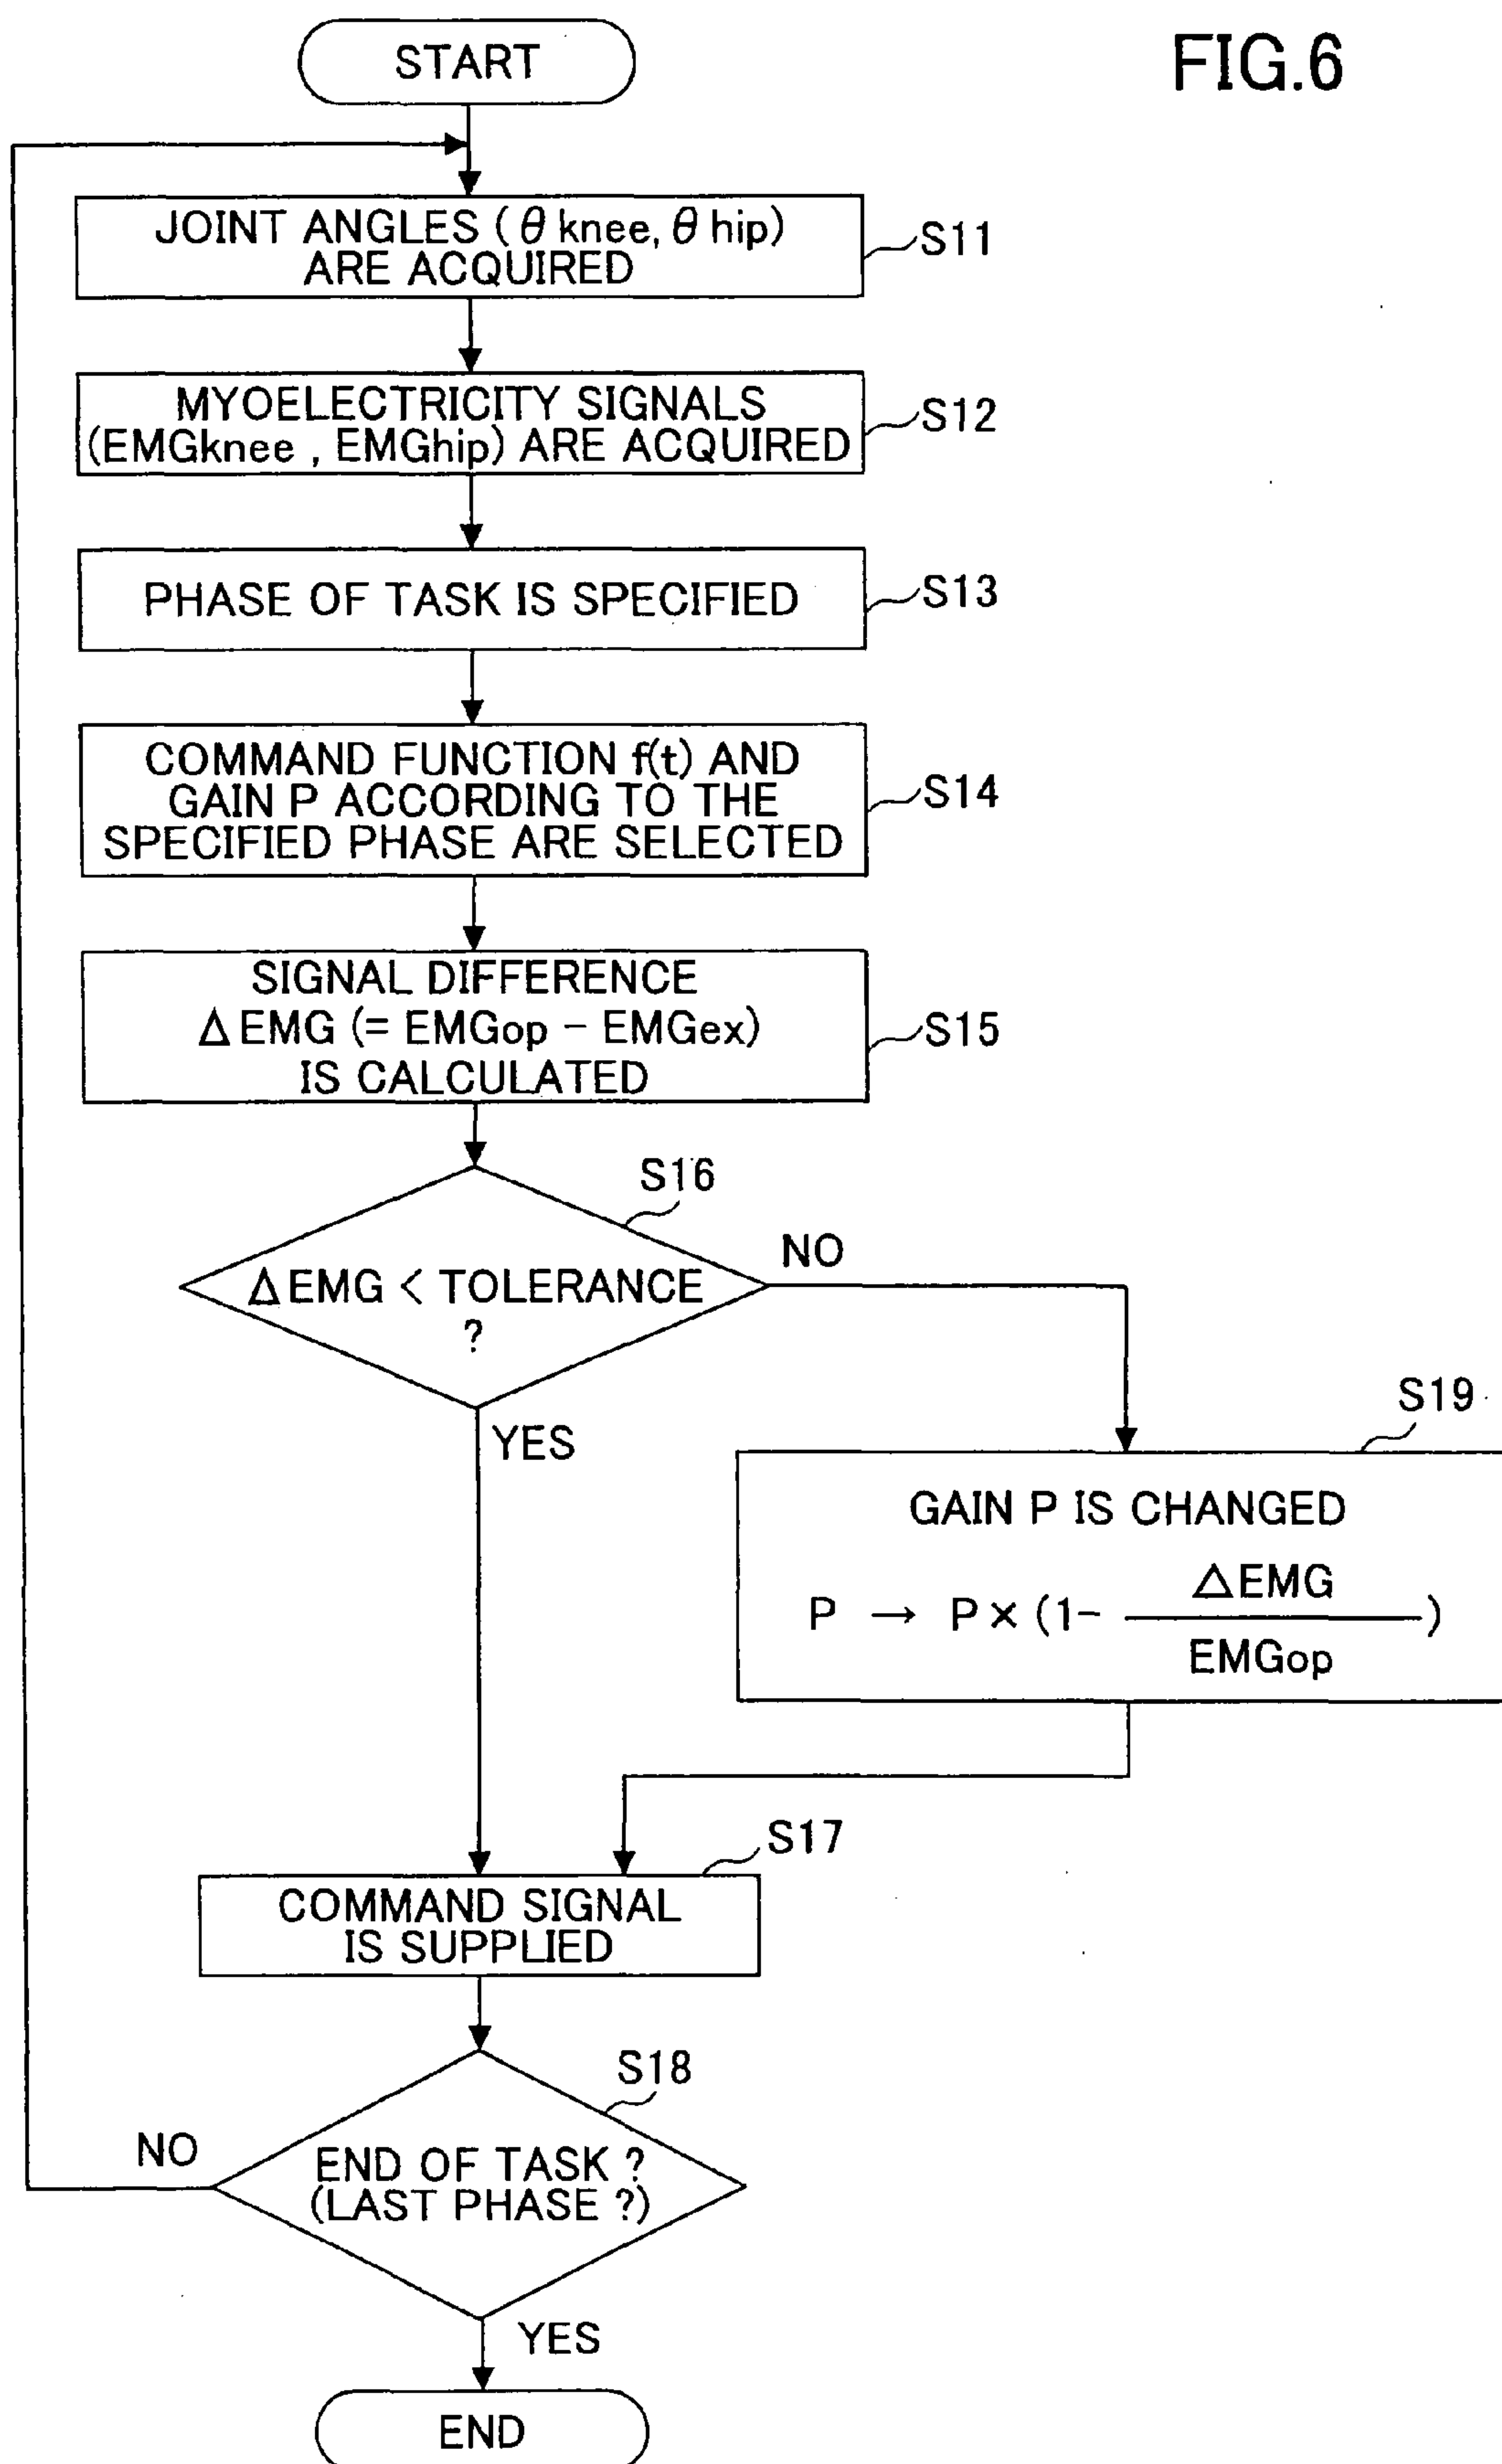 FIG.6
START
JOINT ANGLES (θ knee, θ hip)
ARE ACQUIRED
S11
MYOELECTRICITY SIGNALS
(EMGknee , EMGhip) ARE ACQUIRED
S12
PHASE OF TASK IS SPECIFIED
S13
COMMAND FUNCTION f(t) AND
GAIN P ACCORDING TO THE
SPECIFIED PHASE ARE SELECTED
S14
SIGNAL DIFFERENCE
Δ EMG (= EMGop − EMGex)
IS CALCULATED
S15
S16
Δ EMG < TOLERANCE
?
NO
YES
S19
GAIN P IS CHANGED
P → P × (1- ΔEMG / EMGop )
S17
COMMAND SIGNAL
IS SUPPLIED
S18
END OF TASK ?
(LAST PHASE ?)
NO
YES
END